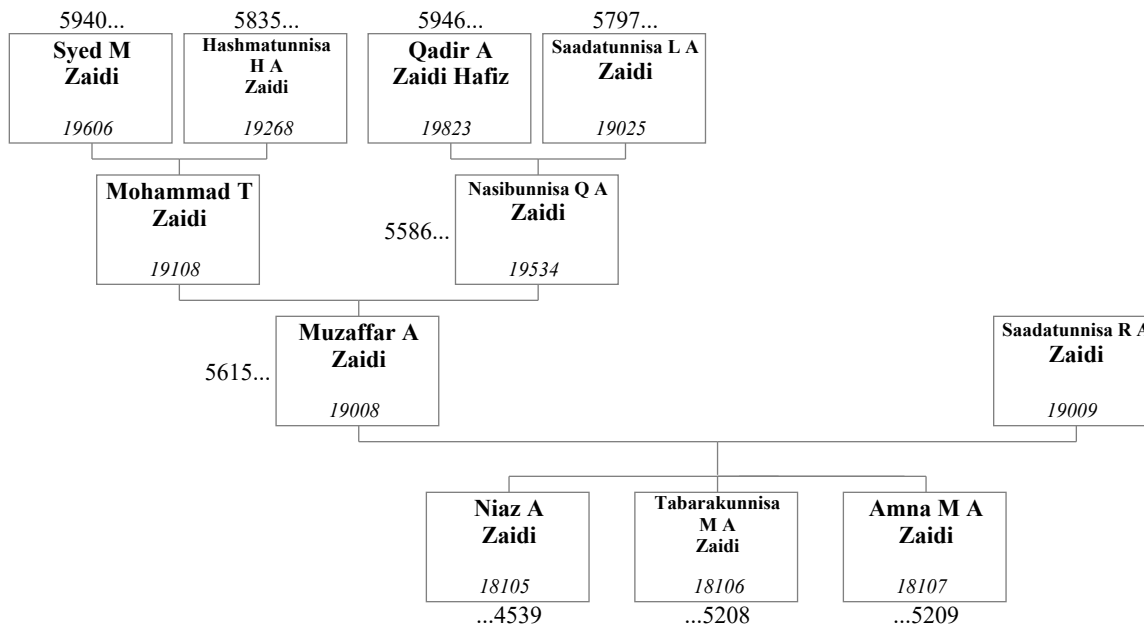 5940...
5835...
5946...
5797...
Syed M
Zaidi
19606
Hashmatunnisa
H A
Zaidi
19268
Qadir A
Zaidi Hafiz
19823
Saadatunnisa L A
Zaidi
19025
Mohammad T
Zaidi
19108
5586...
Nasibunnisa Q A
Zaidi
19534
5615...
Muzaffar A
Zaidi
19008
Saadatunnisa R A
Zaidi
19009
Niaz A
Zaidi
18105
...4539
Tabarakunnisa
M A
Zaidi
18106
...5208
Amna M A
Zaidi
18107
...5209